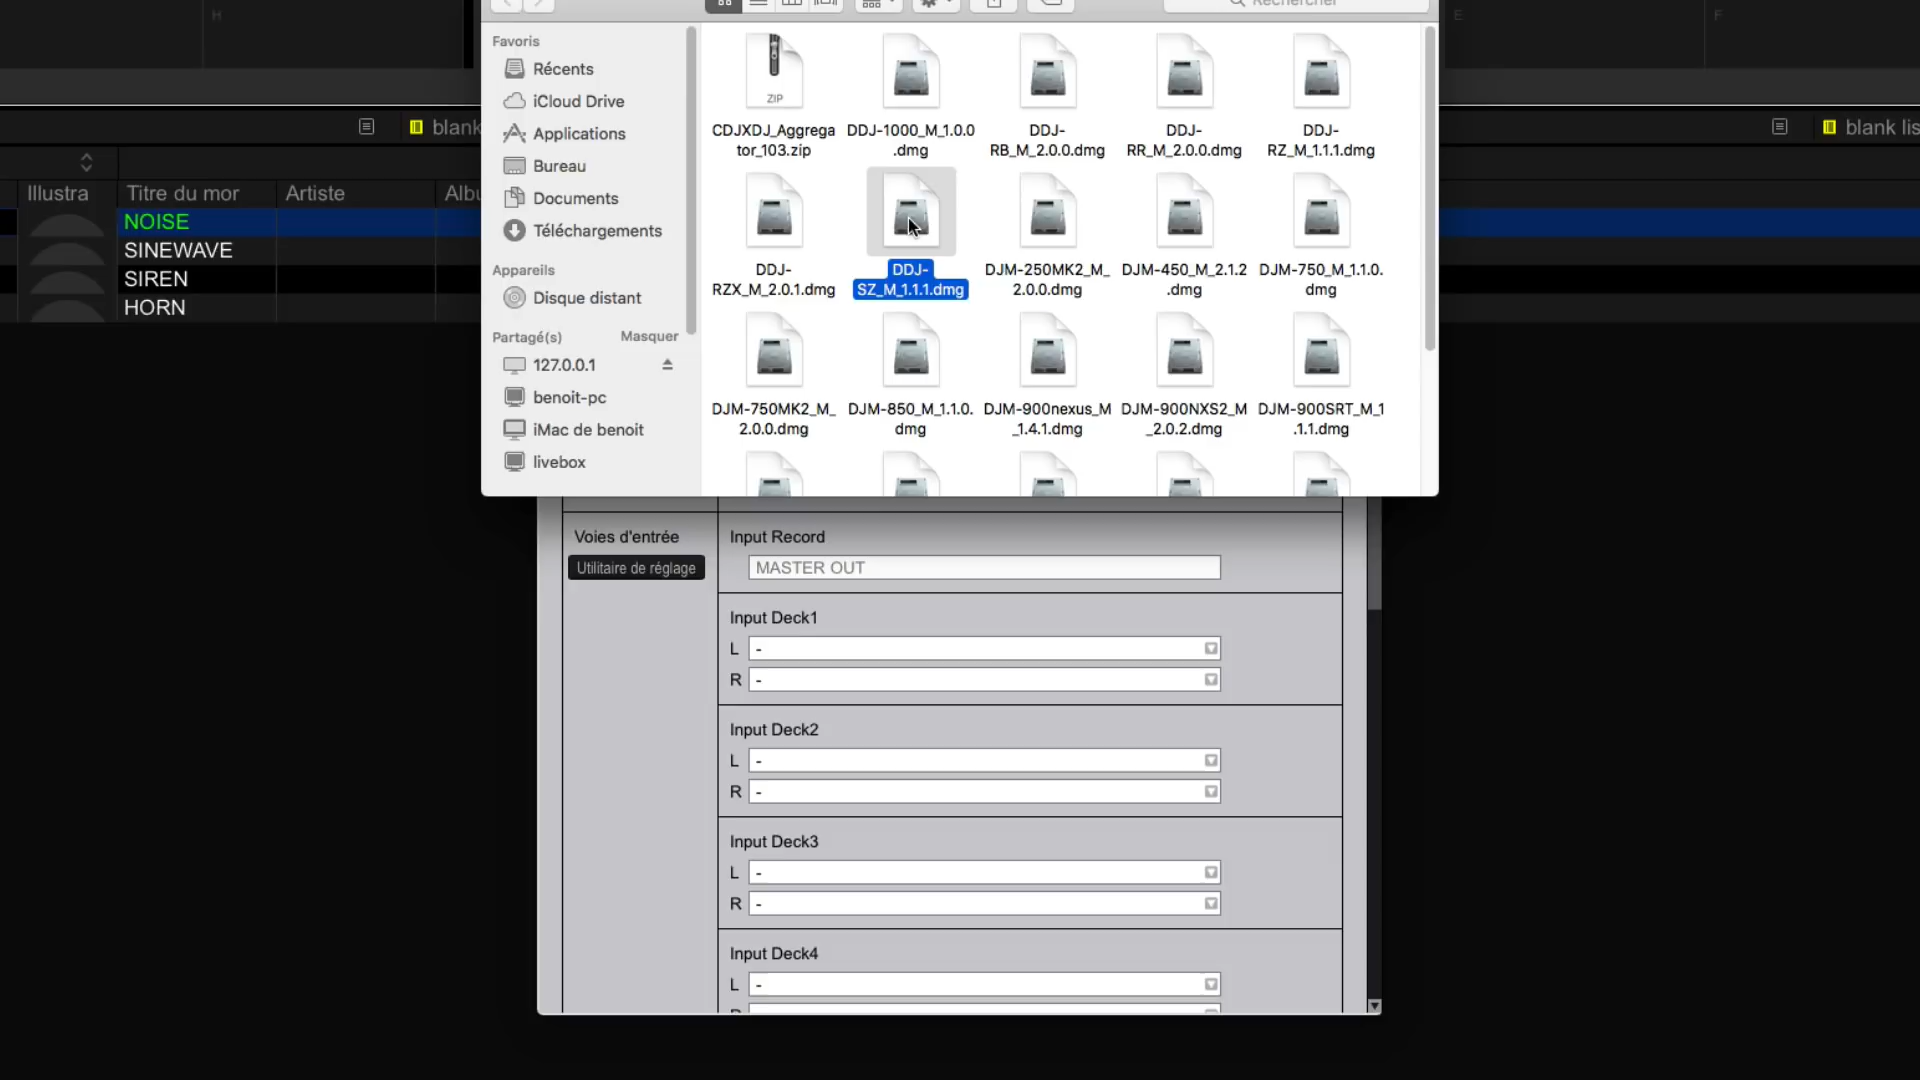 H
Rechercher
E
F
Favoris
Récents
iCloud Drive
Applications
Bureau
Documents
Téléchargements
Appareils
Disque distant
Partagé(s) Masquer
127.0.0.1
benoit-pc
iMac de benoit
livebox
ZIP
CDJXDJ_Aggrega
tor_103.zip
DDJ-1000_M_1.0.0
.dmg
DDJ-
RB_M_2.0.0.dmg
DDJ-
RR_M_2.0.0.dmg
DDJ-
RZ_M_1.1.1.dmg
DDJ-
RZX_M_2.0.1.dmg
DDJ-
SZ_M_1.1.1.dmg
DJM-250MK2_M_
2.0.0.dmg
DJM-450_M_2.1.2
.dmg
DJM-750_M_1.1.0.
dmg
DJM-750MK2_M_
2.0.0.dmg
DJM-850_M_1.1.0.
dmg
DJM-900nexus_M
_1.4.1.dmg
DJM-900NXS2_M
_2.0.2.dmg
DJM-900SRT_M_1
.1.1.dmg
blank
blank lis
Illustra Titre du mor Artiste Albu
NOISE
SINEWAVE
SIREN
HORN
Voies d'entrée
Utilitaire de réglage
Input Record
MASTER OUT
Input Deck1
L -
R -
Input Deck2
L -
R -
Input Deck3
L -
R -
Input Deck4
L -